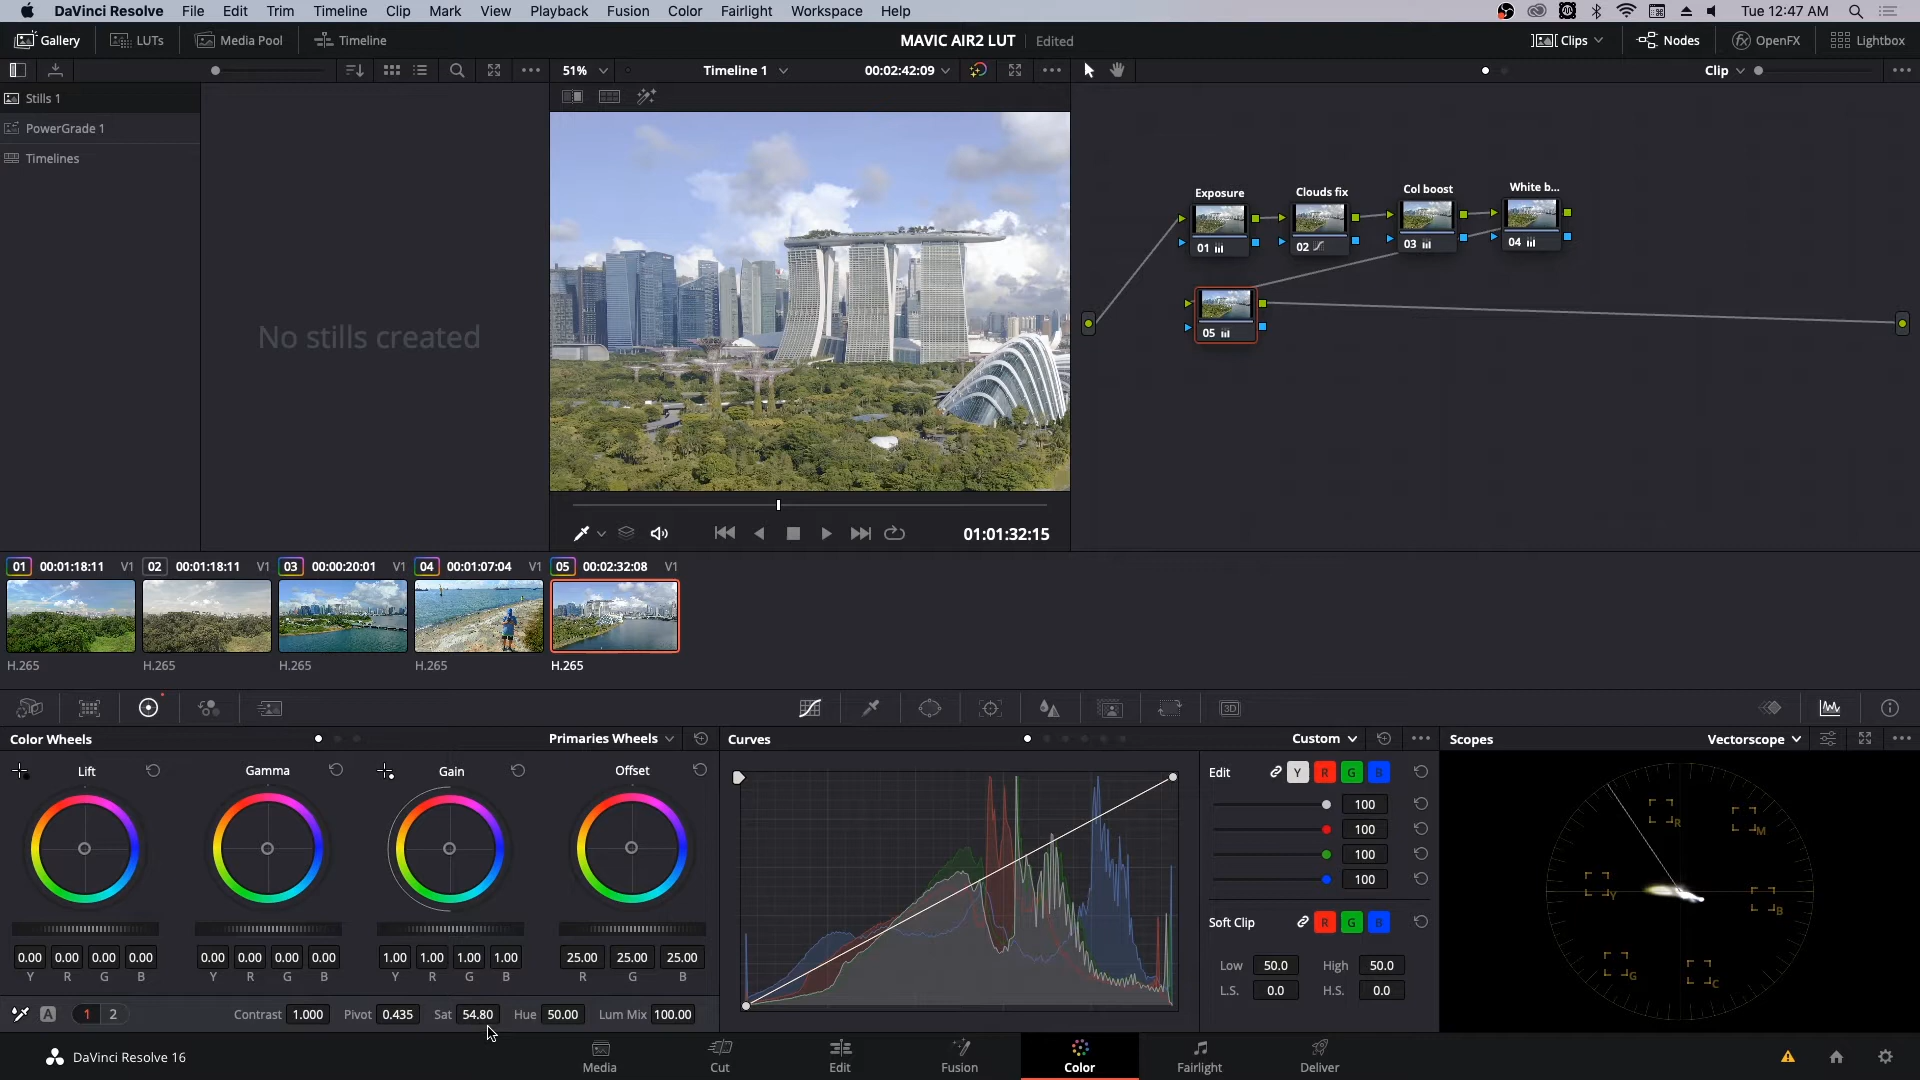 DaVinci Resolve File Edit Trim Timeline Clip Mark View Playback Fusion Color Fairlight Workspace Help Tue 12:47 AM
Gallery LUTs Media Pool Timeline MAVIC AIR2 LUT Edited Clips Nodes OpenFX Lightbox
51% Timeline 1 00:02:42:09 Clip
Stills 1
PowerGrade 1
Timelines
No stills created
Exposure Clouds fix Col boost White b...
01 02 03 04
05
01:01:32:15
01 00:01:18:11 V1 02 00:01:18:11 V1 03 00:00:20:01 V1 04 00:01:07:04 V1 05 00:02:32:08 V1
H.265 H.265 H.265 H.265 H.265
3D
Color Wheels Primaries Wheels Curves Custom Scopes Vectorscope
Lift Gamma Gain Offset Edit Y R G B
100
100
100
100
R M Y B G C
Soft Clip R G B
0.00 0.00 0.00 0.00 0.00 0.00 0.00 0.00 1.00 1.00 1.00 1.00 25.00 25.00 25.00
Y R G B Y R G B Y R G B R G B
Low 50.0 High 50.0
L.S. 0.0 H.S. 0.0
A 1 2 Contrast 1.000 Pivot 0.435 Sat 54.80 Hue 50.00 Lum Mix 100.00
DaVinci Resolve 16 Media Cut Edit Fusion Color Fairlight Deliver